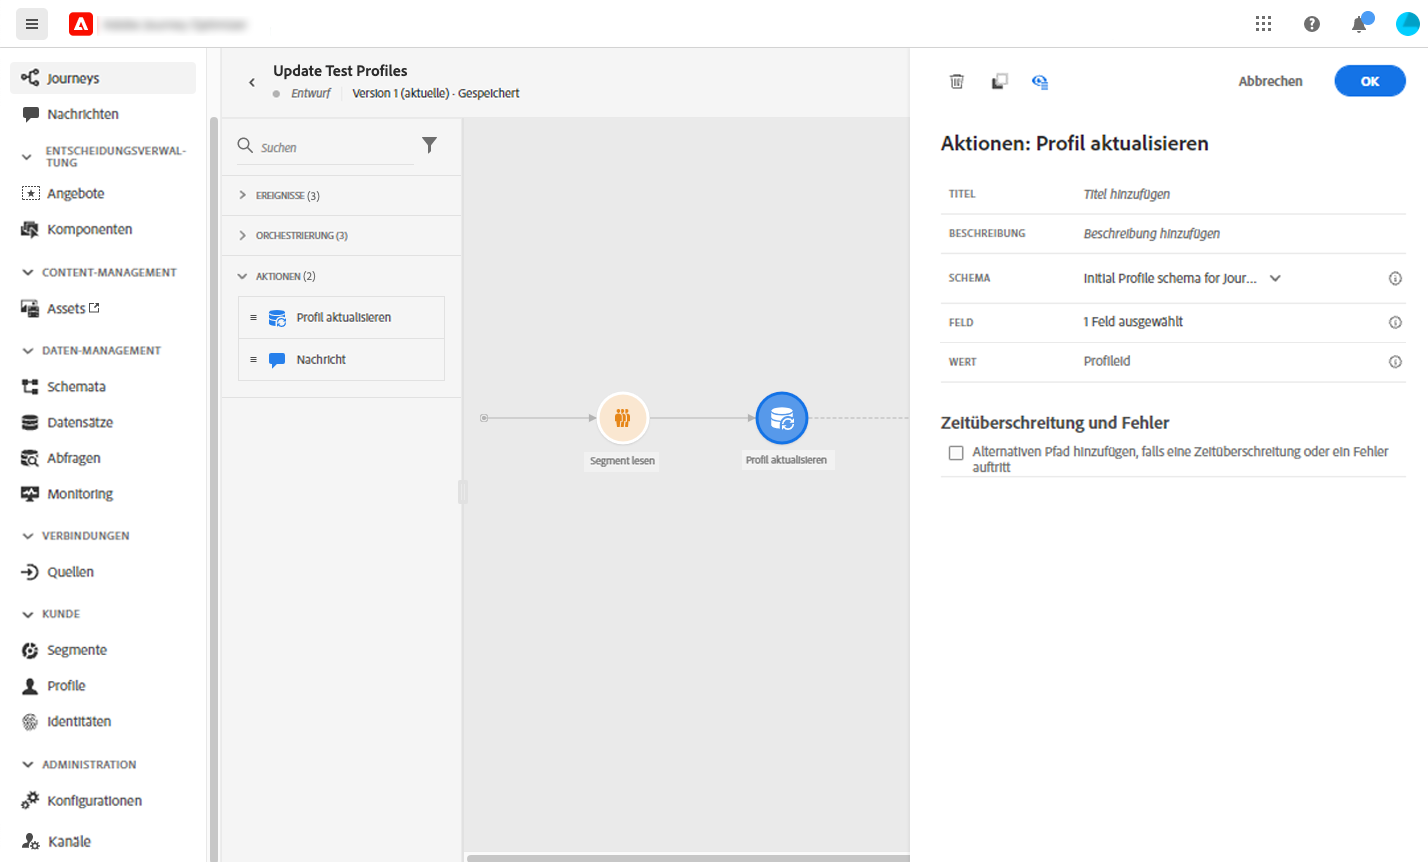 Journeys
Nachrichten
ENTSCHEIDUNGSVERWAL-
TUNG
Angebote
Komponenten
CONTENT-MANAGEMENT
Assets
DATEN-MANAGEMENT
Schemata
Datensätze
Abfragen
Monitoring
VERBINDUNGEN
Quellen
KUNDE
Segmente
Profile
Identitäten
ADMINISTRATION
Konfigurationen
Kanäle
Update Test Profiles
Entwurf Version 1 (aktuelle) · Gespeichert
Suchen
EREIGNISSE (3)
ORCHESTRIERUNG (3)
AKTIONEN (2)
Profil aktualisieren
Nachricht
Segment lesen
Profil aktualisieren
Abbrechen
OK
Aktionen: Profil aktualisieren
TITEL Titel hinzufügen
BESCHREIBUNG Beschreibung hinzufügen
SCHEMA Initial Profile schema for Jour...
FELD 1 Feld ausgewählt
WERT ProfileId
Zeitüberschreitung und Fehler
Alternativen Pfad hinzufügen, falls eine Zeitüberschreitung oder ein Fehler
auftritt